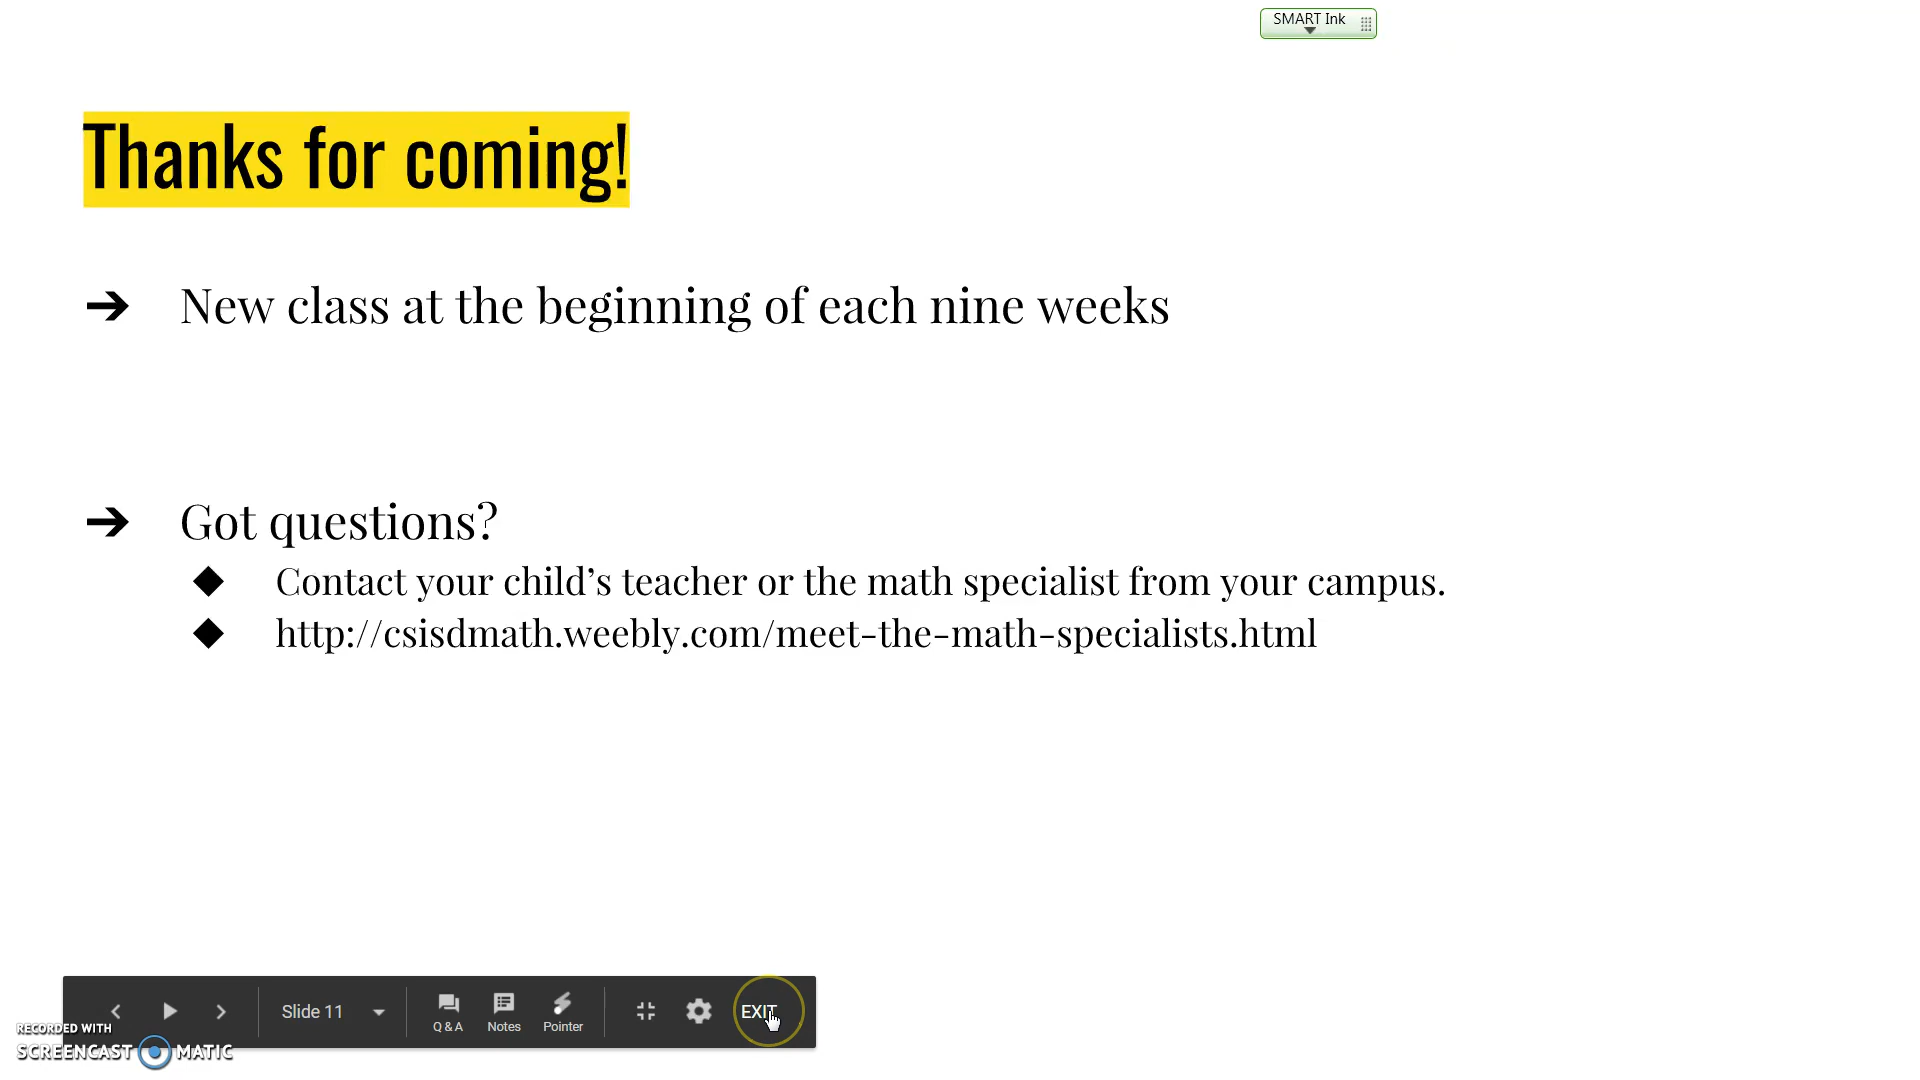 SMART Ink
Thanks for coming!
➔ New class at the beginning of each nine weeks
➔ Got questions?
◆ Contact your child’s teacher or the math specialist from your campus.
◆ http://csisdmath.weebly.com/meet-the-math-specialists.html
Slide 11
Q & A
Notes
Pointer
EXIT
RECORDED WITH
SCREENCAST MATIC